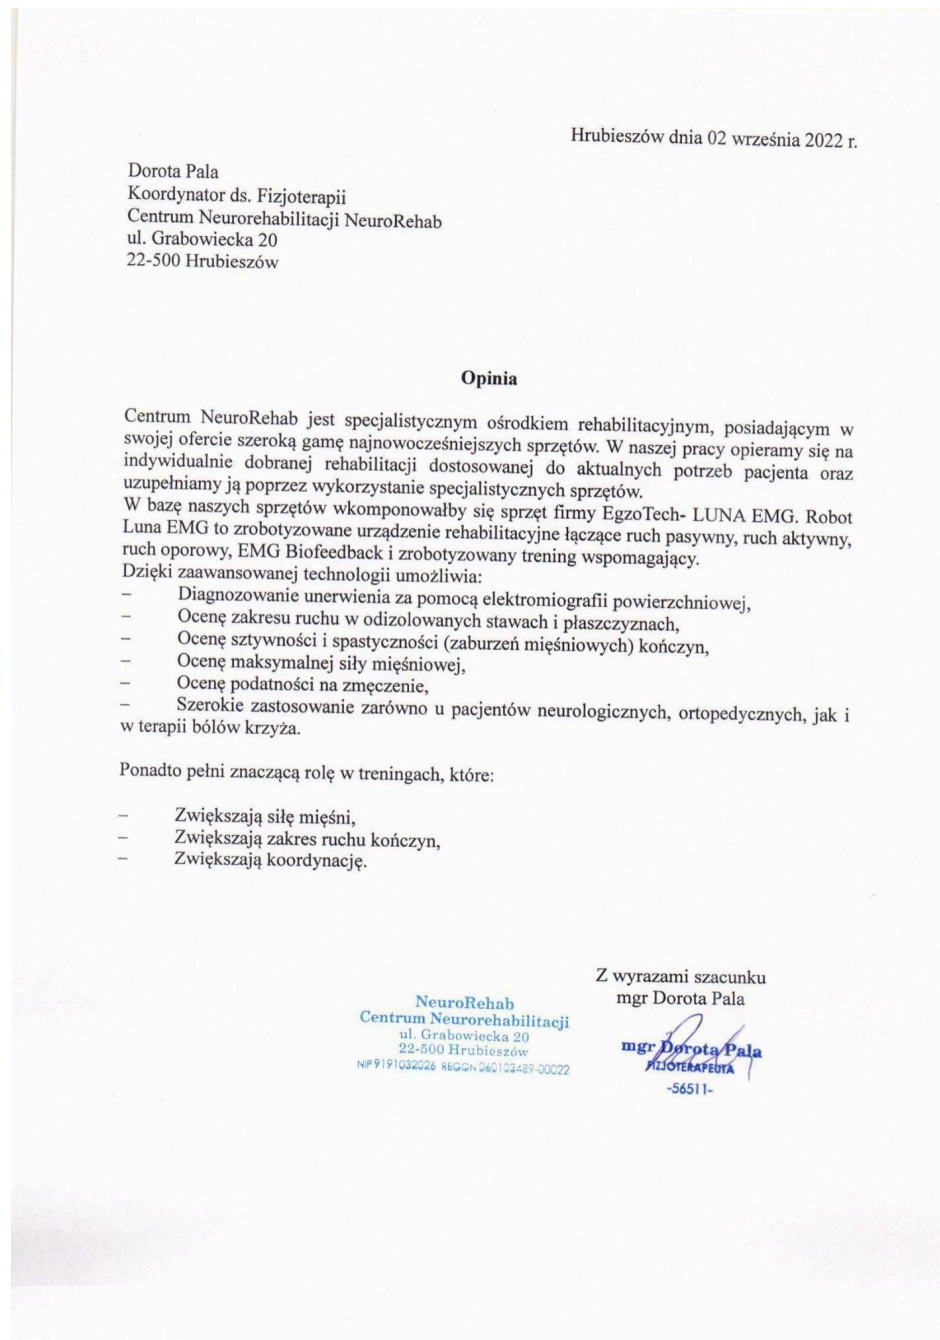 Hrubieszów dnia 02 września 2022 r.
Dorota Pala
Koordynator ds. Fizjoterapii
Centrum Neurorehabilitacji NeuroRehab
ul. Grabowiecka 20
22-500 Hrubieszów
Opinia
Centrum NeuroRehab jest specjalistycznym ośrodkiem rehabilitacyjnym, posiadającym w
swojej ofercie szeroką gamę najnowocześniejszych sprzętów. W naszej pracy opieramy się na
indywidualnie dobranej rehabilitacji dostosowanej do aktualnych potrzeb pacjenta oraz
uzupełniamy ją poprzez wykorzystanie specjalistycznych sprzętów.
W bazę naszych sprzętów wkomponowałby się sprzęt firmy EgzoTech- LUNA EMG. Robot
Luna EMG to zrobotyzowane urządzenie rehabilitacyjne łączące ruch pasywny, ruch aktywny,
ruch oporowy, EMG Biofeedback i zrobotyzowany trening wspomagający.
Dzięki zaawansowanej technologii umożliwia:
– Diagnozowanie unerwienia za pomocą elektromiografii powierzchniowej,
– Ocenę zakresu ruchu w odizolowanych stawach i płaszczyznach,
– Ocenę sztywności i spastyczności (zaburzeń mięśniowych) kończyn,
– Ocenę maksymalnej siły mięśniowej,
– Ocenę podatności na zmęczenie,
– Szerokie zastosowanie zarówno u pacjentów neurologicznych, ortopedycznych, jak i
w terapii bólów krzyża.
Ponadto pełni znaczącą rolę w treningach, które:
– Zwiększają siłę mięśni,
– Zwiększają zakres ruchu kończyn,
– Zwiększają koordynację.
Z wyrazami szacunku
mgr Dorota Pala
NeuroRehab
Centrum Neurorehabilitacji
ul. Grabowiecka 20
22-500 Hrubieszów
NIP 9191032026 REGON
mgr Dorota Pala
FIZJOTERAPEUTA
-56511-